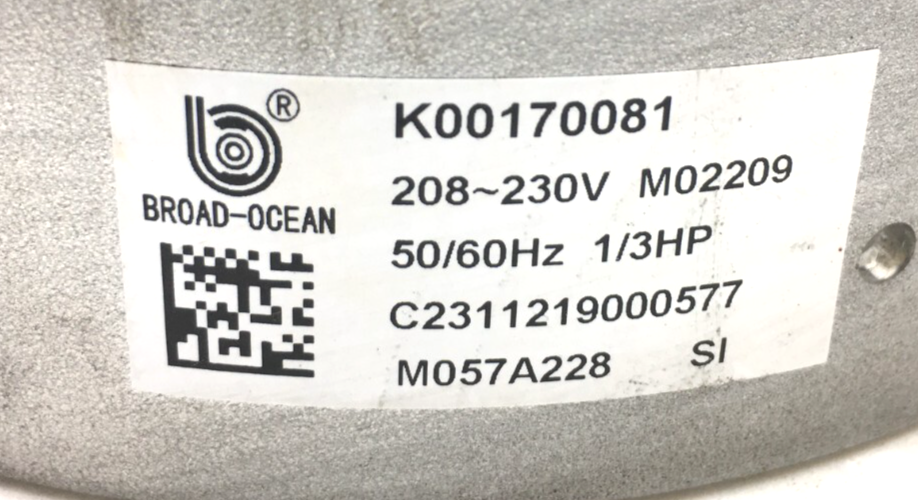 ®
BROAD-OCEAN
K00170081
208~230V M02209
50/60Hz 1/3HP
C2311219000577
M057A228 SI